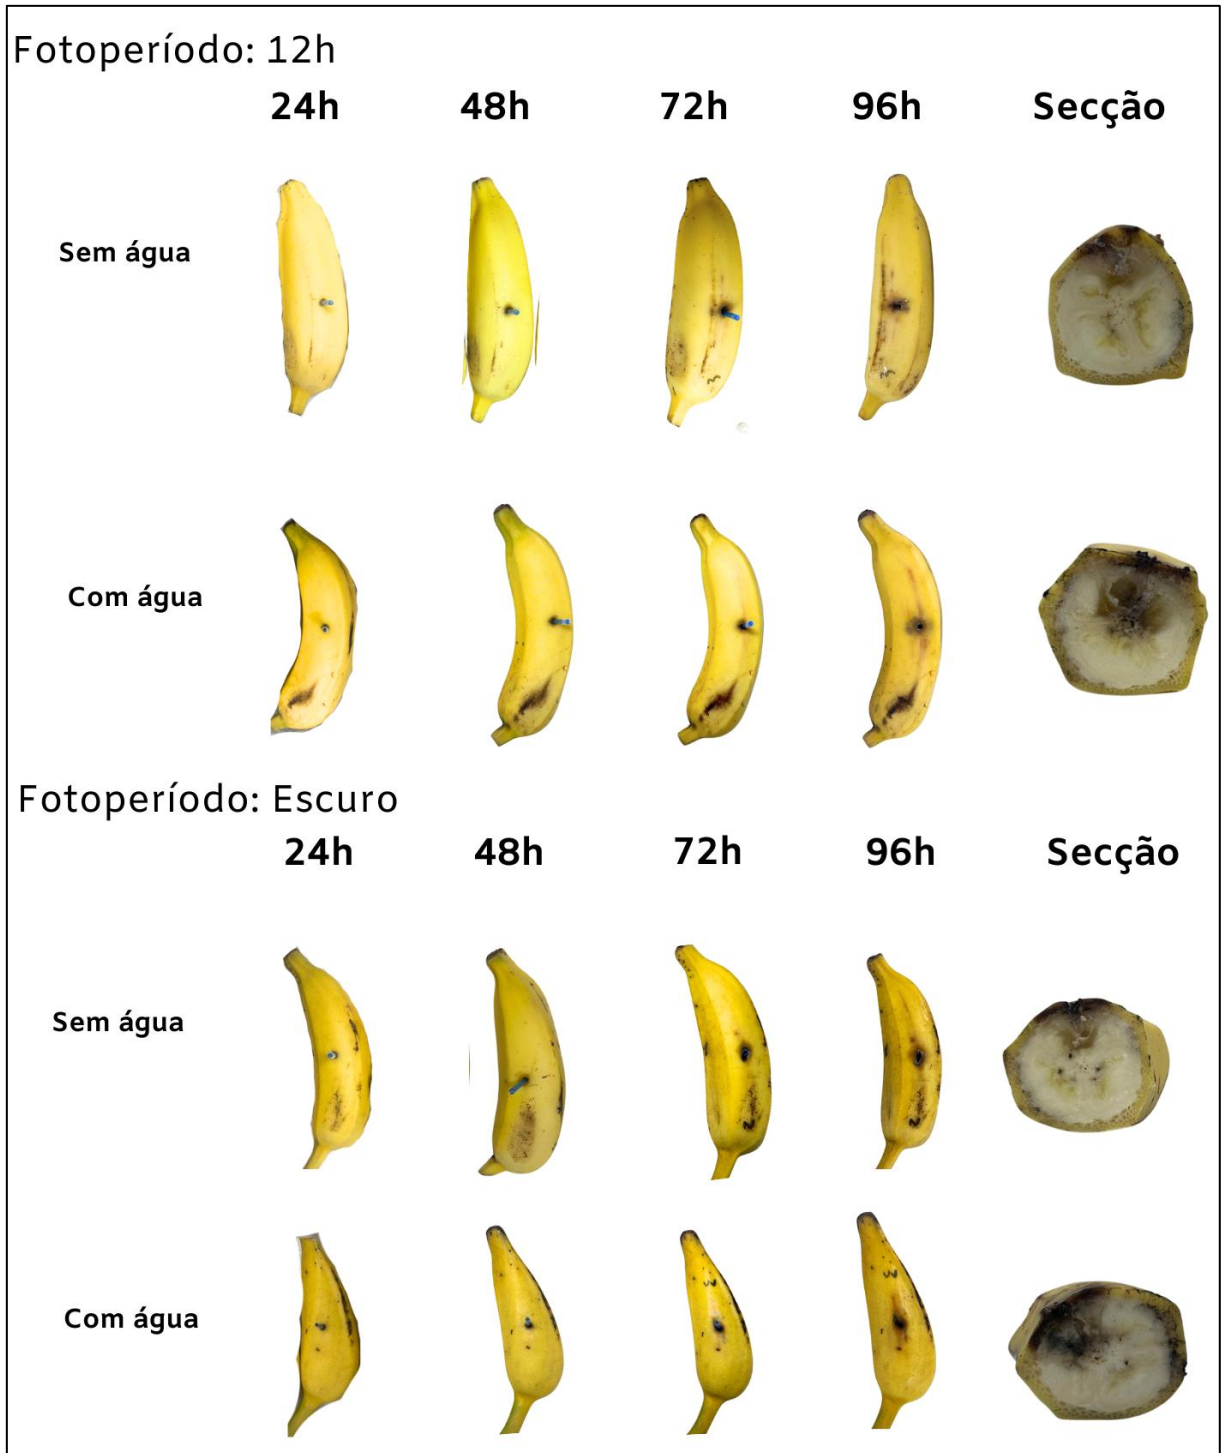 Fotoperíodo: 12h
24h 48h 72h 96h Secção
Sem água
Com água
Fotoperíodo: Escuro
24h 48h 72h 96h Secção
Sem água
Com água